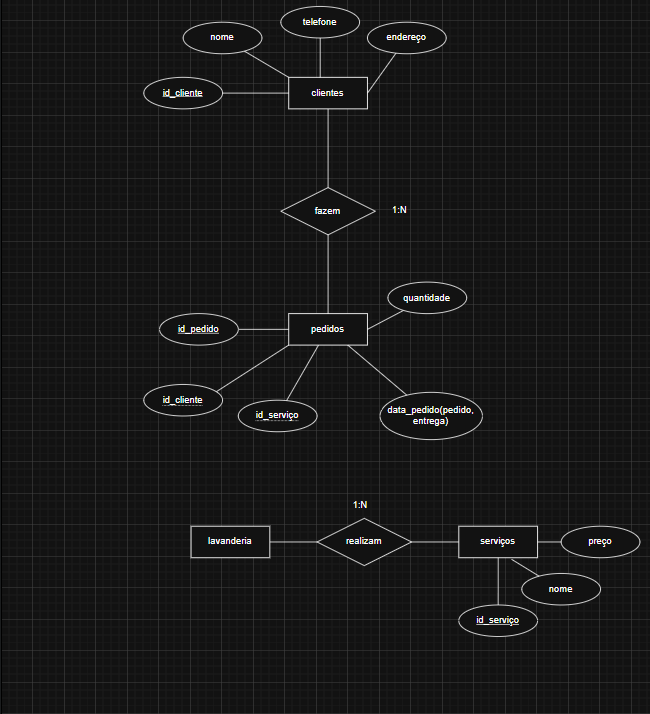 telefone
nome
endereço
id_cliente
clientes
fazem
1:N
quantidade
id_pedido
pedidos
id_cliente
id_serviço
data_pedido(pedido,
entrega)
1:N
lavanderia
realizam
serviços
preço
nome
id_serviço